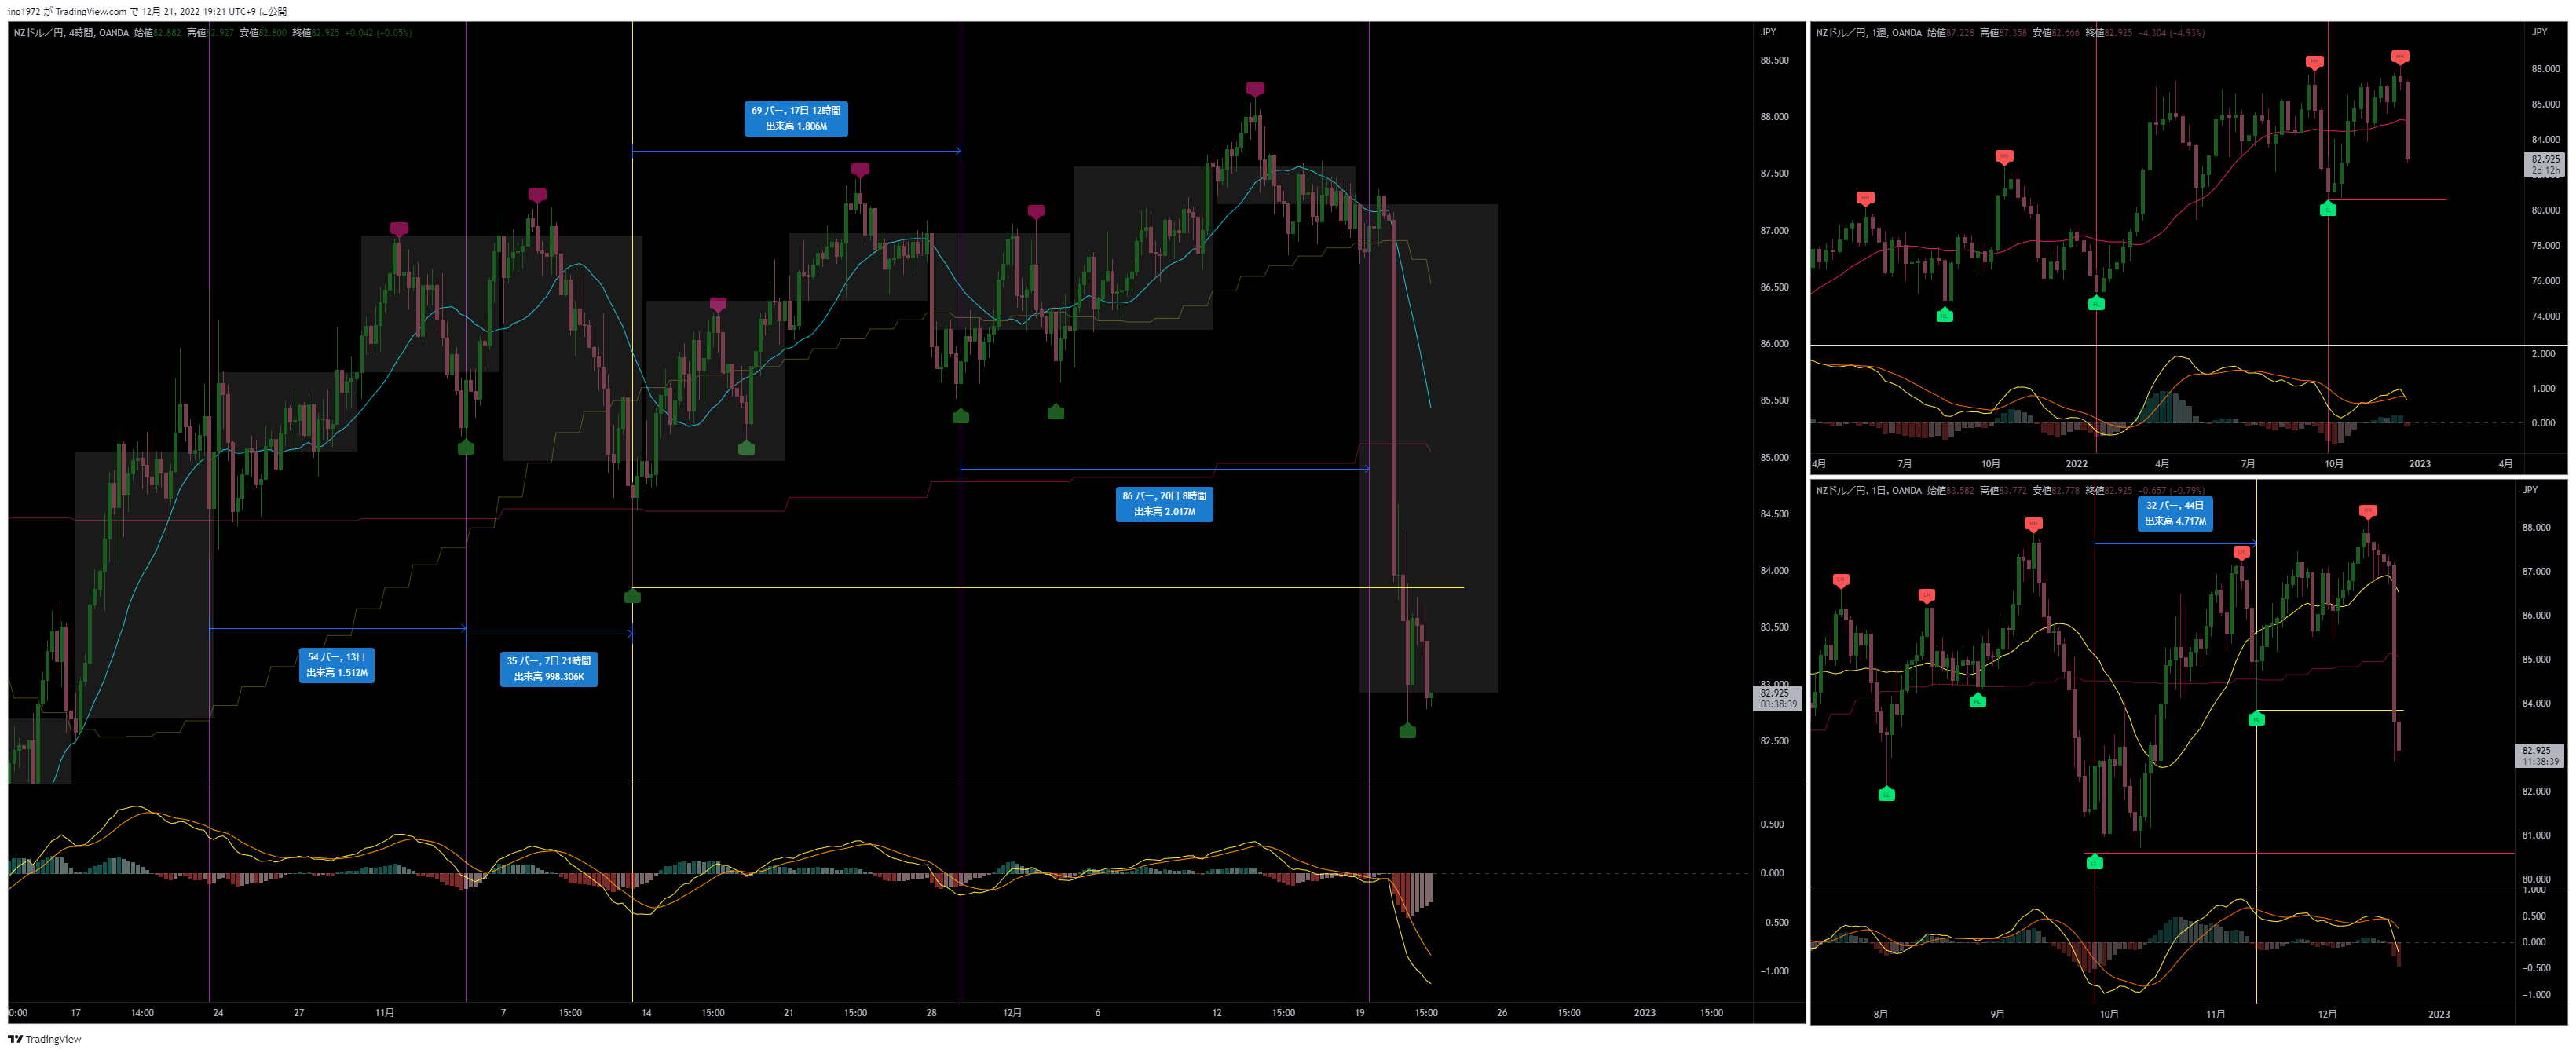 ino1972 が TradingView.com で 12月 21, 2022 19:21 UTC+9 に公開
NZドル／円, 4時間, OANDA 始値82.882 高値82.927 安値82.800 終値82.925 +0.042 (+0.05%)
JPY
88.500
88.000
87.500
87.000
86.500
86.000
85.500
85.000
84.500
84.000
83.500
83.000
82.925
03:38:39
82.500
0.500
0.000
-0.500
-1.000
69 バー, 17日 12時間
出来高 1.806M
86 バー, 20日 8時間
出来高 2.017M
54 バー, 13日
出来高 1.512M
35 バー, 7日 21時間
出来高 998.306K
0:00 17 14:00 24 27 11月 7 15:00 14 15:00 21 15:00 28 12月 6 12 15:00 19 15:00 26 15:00 2023 15:00
NZドル／円, 1週, OANDA 始値87.228 高値87.358 安値82.666 終値82.925 -4.304 (-4.93%)
JPY
88.000
86.000
84.000
82.925
2d 12h
80.000
78.000
76.000
74.000
2.000
1.000
0.000
4月 7月 10月 2022 4月 7月 10月 2023 4月
NZドル／円, 1日, OANDA 始値83.582 高値83.772 安値82.778 終値82.925 -0.657 (-0.79%)
JPY
32 バー, 44日
出来高 4.717M
88.000
87.000
86.000
85.000
84.000
82.925
11:38:39
82.000
81.000
80.000
1.000
0.500
0.000
-0.500
-1.000
8月 9月 10月 11月 12月 2023
TradingView